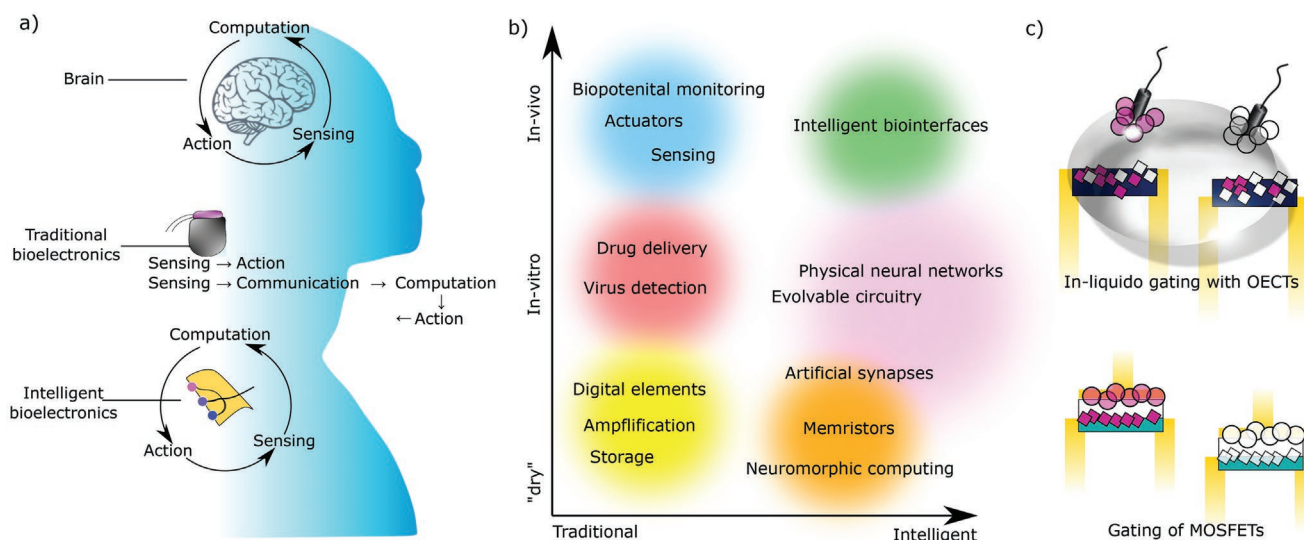 a)
Computation
Brain
Action
Sensing
Traditional
bioelectronics
Sensing → Action
Sensing → Communication → Computation
↓
←Action
Computation
Intelligent
bioelectronics
Action
Sensing
b)
In-vivo
In-vitro
"dry"
Biopotenital monitoring
Actuators
Sensing
Intelligent biointerfaces
Drug delivery
Virus detection
Physical neural networks
Evolvable circuitry
Digital elements
Ampflification
Storage
Artificial synapses
Memristors
Neuromorphic computing
Traditional
Intelligent
c)
In-liquido gating with OECTs
Gating of MOSFETs